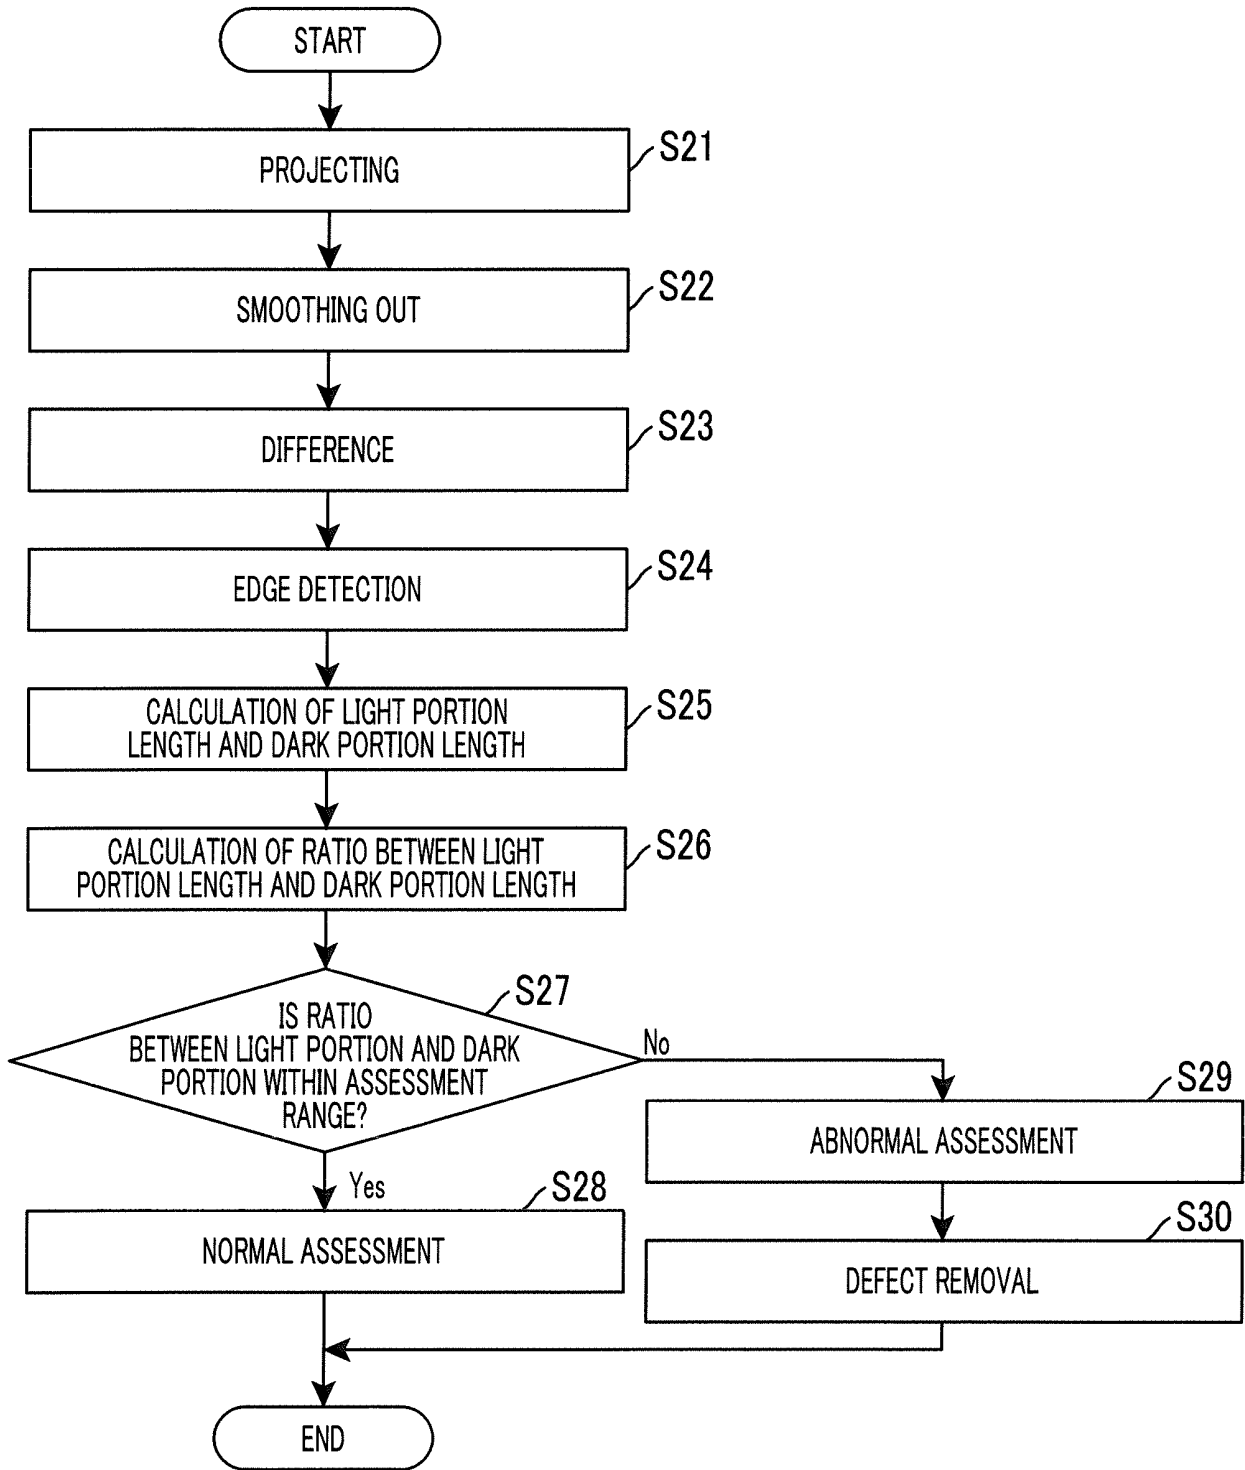 START
PROJECTING
S21
SMOOTHING OUT
S22
DIFFERENCE
S23
EDGE DETECTION
S24
CALCULATION OF LIGHT PORTION
LENGTH AND DARK PORTION LENGTH
S25
CALCULATION OF RATIO BETWEEN LIGHT
PORTION LENGTH AND DARK PORTION LENGTH
S26
IS RATIO
BETWEEN LIGHT PORTION AND DARK
PORTION WITHIN ASSESSMENT
RANGE?
S27
No
Yes
NORMAL ASSESSMENT
S28
ABNORMAL ASSESSMENT
S29
DEFECT REMOVAL
S30
END